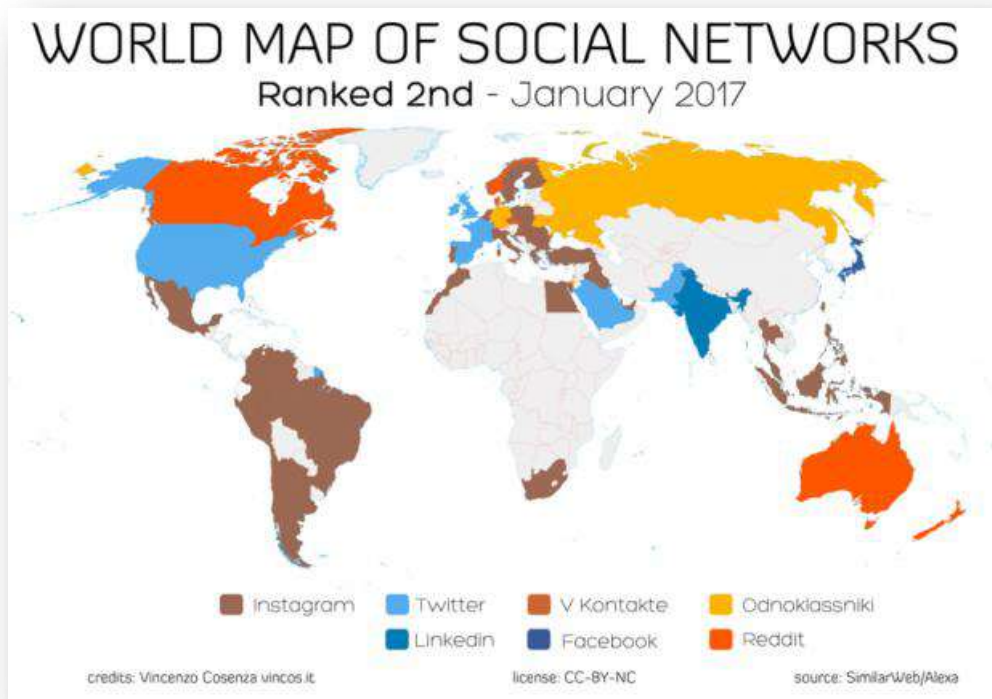 WORLD MAP OF SOCIAL NETWORKS
Ranked 2nd - January 2017
Instagram Twitter V Kontakte Odnoklassniki
Linkedin Facebook Reddit
credits: Vincenzo Cosenza vincos.it license: CC-BY-NC source: SimilarWeb/Alexa